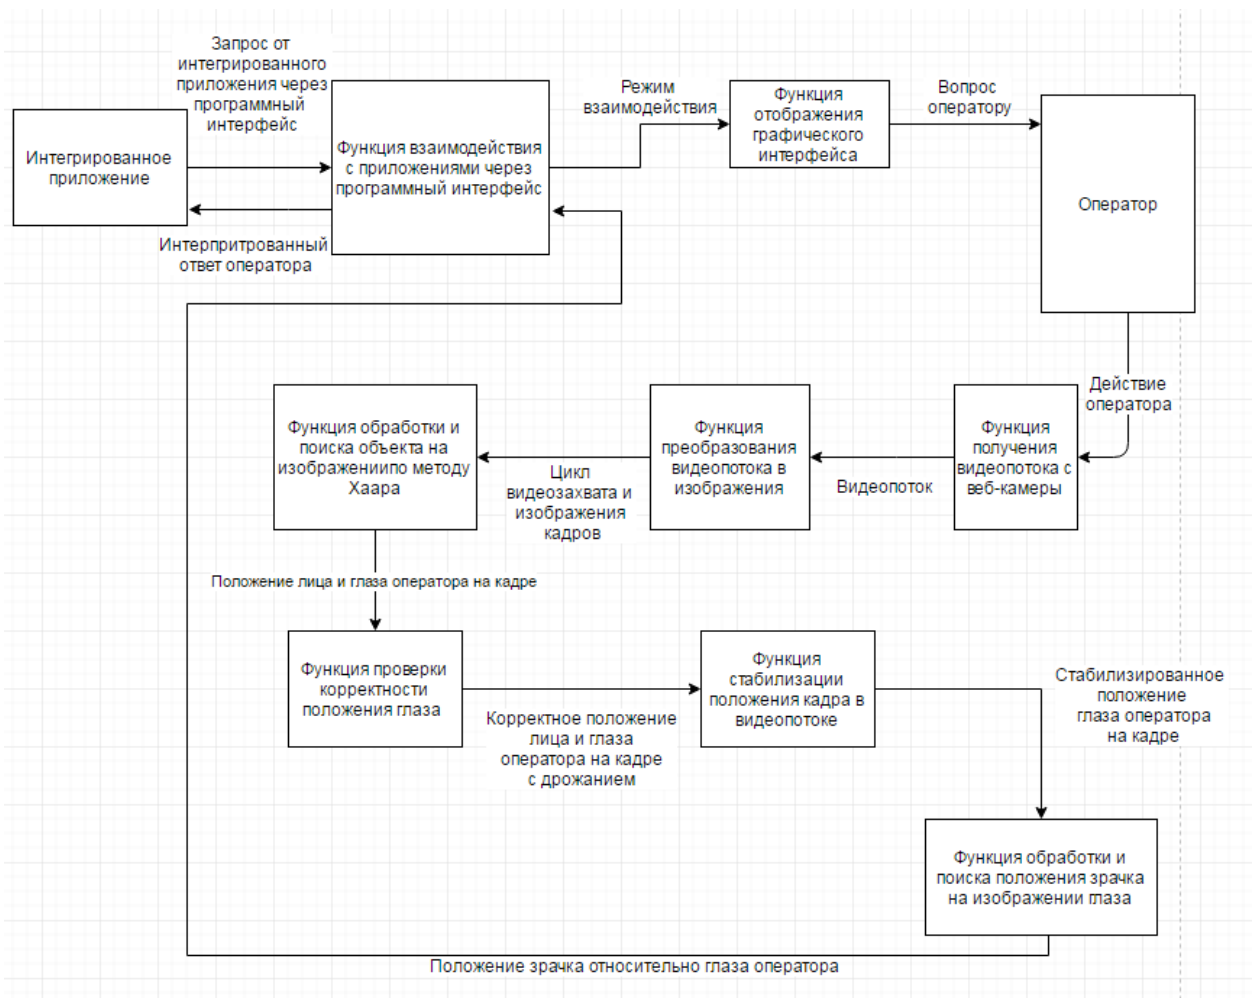 Запрос от
интегрированного
приложения через
программный
интерфейс
Интегрированное
приложение
Функция взаимодействия
с приложениями через
программный интерфейс
Интерпритрованный
ответ оператора
Режим
взаимодействия
Функция
отображения
графического
интерфейса
Вопрос
оператору
Оператор
Действие
оператора
Функция
получения
видеопотока с
веб-камеры
Видеопоток
Функция
преобразования
видеопотока в
изображения
Цикл
видеозахвата и
изображения
кадров
Функция обработки и
поиска объекта на
изображениипо методу
Хаара
Положение лица и глаза оператора на кадре
Функция проверки
корректности
положения глаза
Корректное положение
лица и глаза
оператора на кадре
с дрожанием
Функция
стабилизации
положения кадра в
видеопотоке
Стабилизированное
положение
глаза оператора
на кадре
Функция обработки и
поиска положения зрачка
на изображении глаза
Положение зрачка относительно глаза оператора